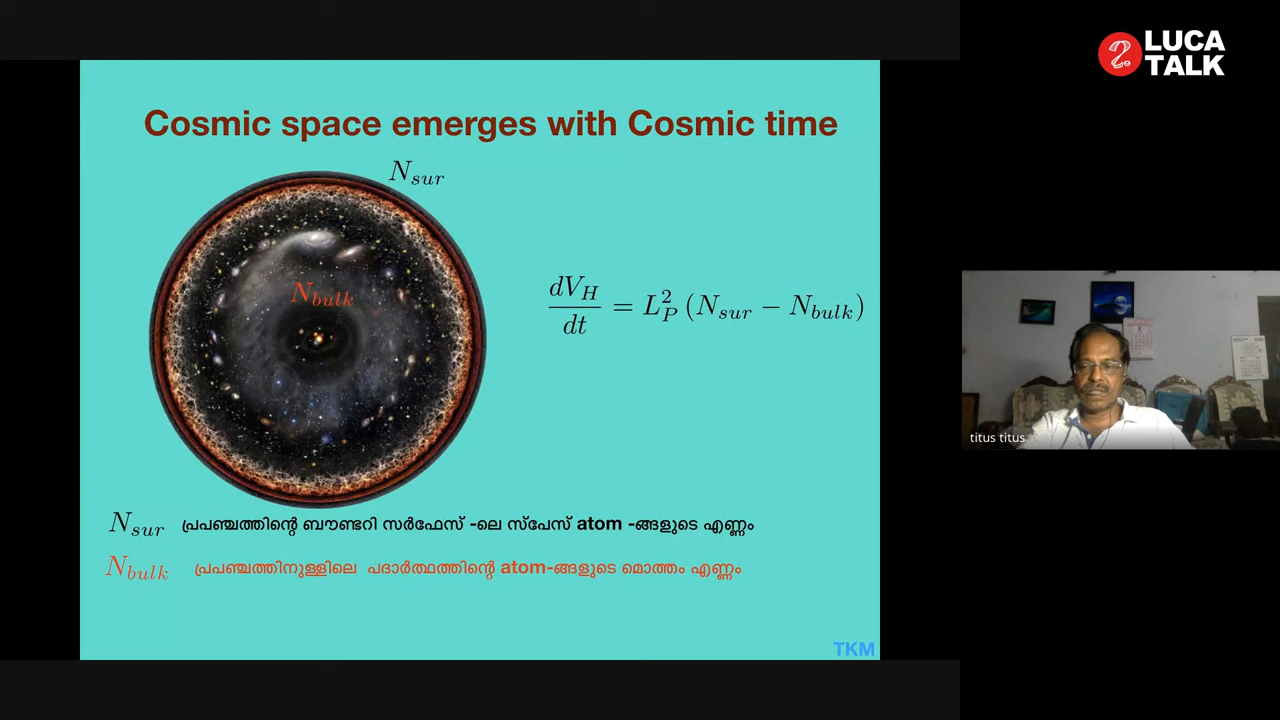 LUCA
TALK
Cosmic space emerges with Cosmic time
N_sur
N_bulk
dV_H/dt = L_P^2 (N_sur − N_bulk)
N_sur പ്രപഞ്ചത്തിന്റെ ബൗണ്ടറി സർഫേസ് -ലെ സ്പേസ് atom -ങ്ങളുടെ എണ്ണം
N_bulk പ്രപഞ്ചത്തിനുള്ളിലെ പദാർത്ഥത്തിന്റെ atom-ങ്ങളുടെ മൊത്തം എണ്ണം
TKM
titus titus